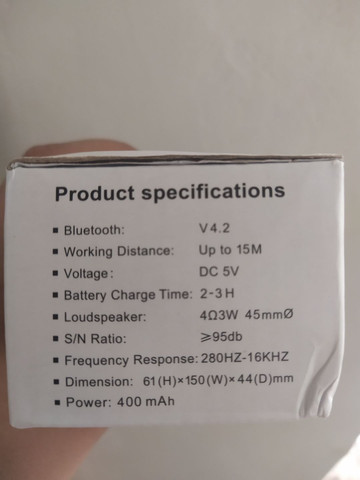 Product specifications
▪ Bluetooth: V4.2
▪ Working Distance: Up to 15M
▪ Voltage: DC 5V
▪ Battery Charge Time: 2-3H
▪ Loudspeaker: 4Ω3W 45mmØ
▪ S/N Ratio: ⩾95db
▪ Frequency Response: 280HZ-16KHZ
▪ Dimension: 61(H)×150(W)×44(D)mm
▪ Power: 400 mAh